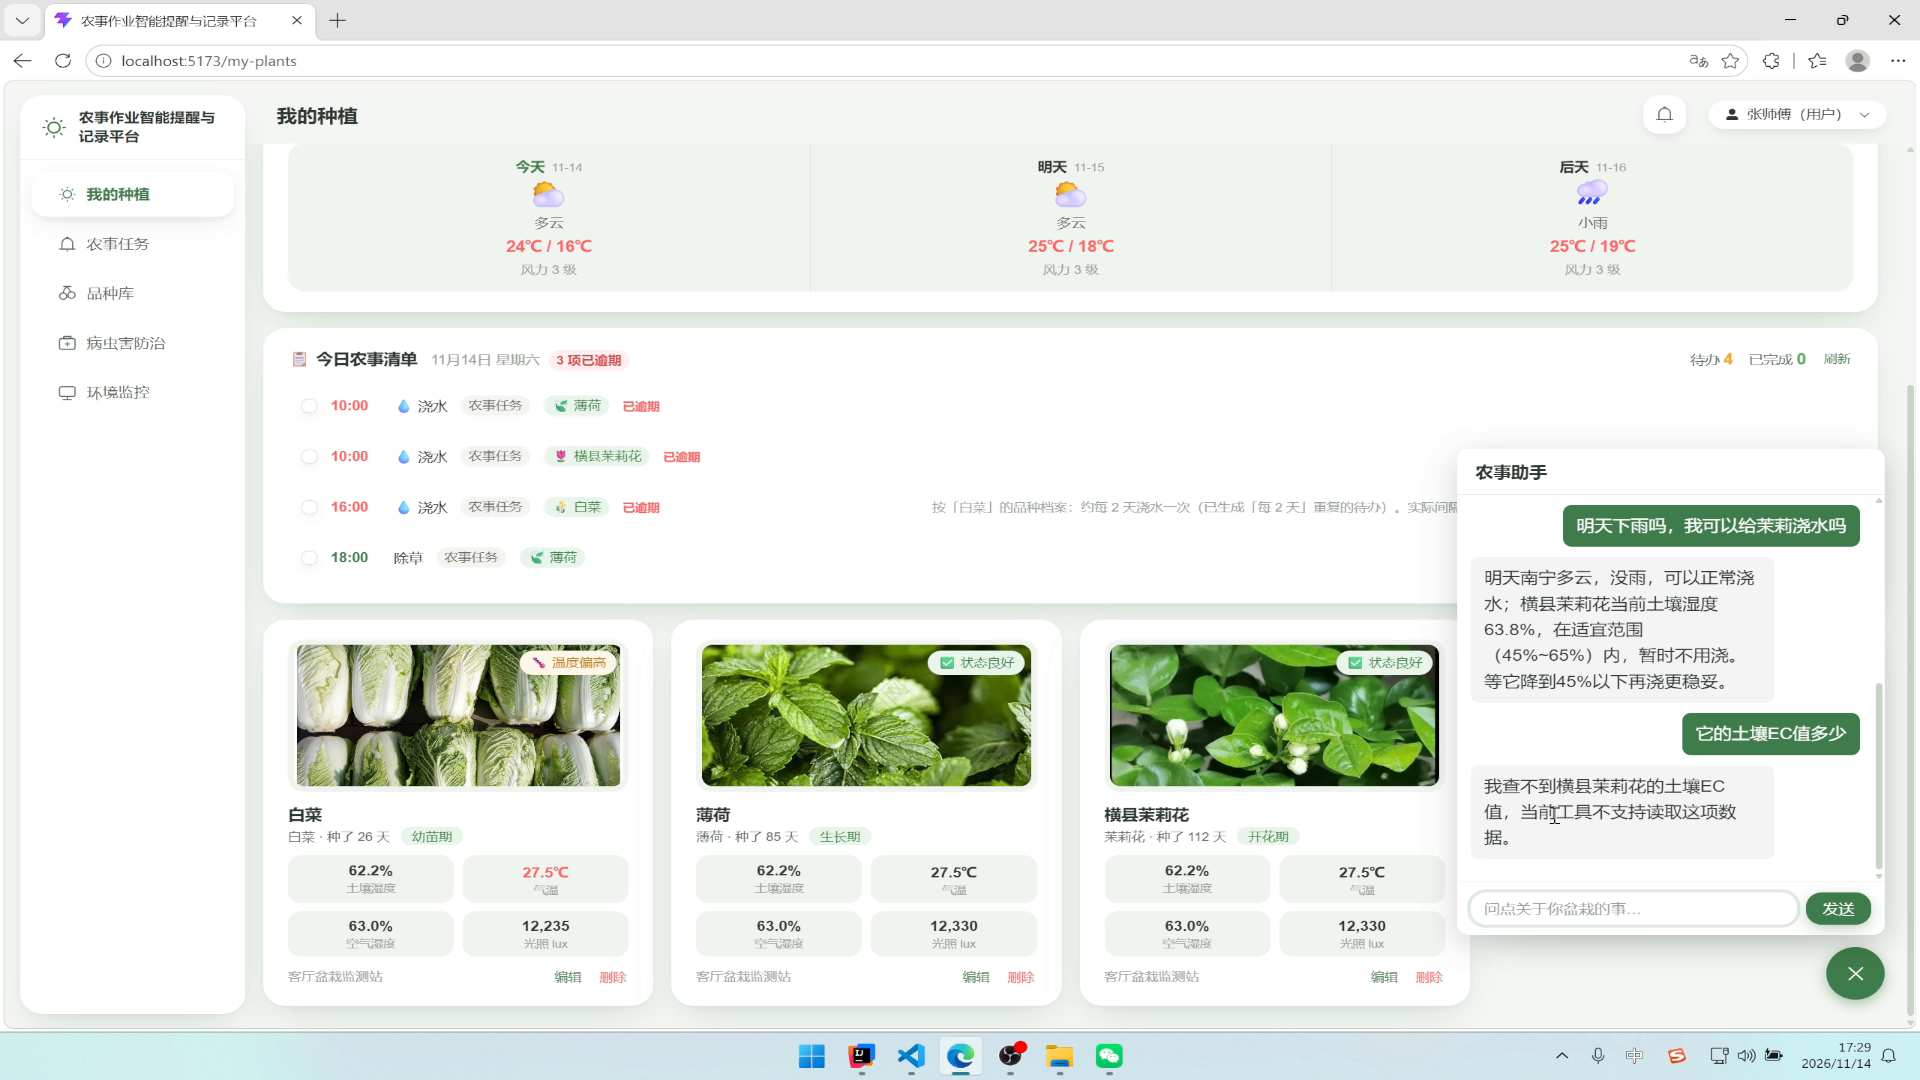 农事作业智能提醒与记录平台
localhost:5173/my-plants
农事作业智能提醒与
记录平台
我的种植
农事任务
品种库
病虫害防治
环境监控
我的种植
张师傅（用户）
今天 11-14
多云
24℃ / 16℃
风力 3 级
明天 11-15
多云
25℃ / 18℃
风力 3 级
后天 11-16
小雨
25℃ / 19℃
风力 3 级
今日农事清单 11月14日 星期六 3 项已逾期
待办 4 已完成 0 刷新
10:00 浇水 农事任务 薄荷 已逾期
10:00 浇水 农事任务 横县茉莉花 已逾期
16:00 浇水 农事任务 白菜 已逾期 按「白菜」的品种档案：约每 2 天浇水一次（已生成「每 2 天」重复的待办）。实际间隔
18:00 除草 农事任务 薄荷
温度偏高
白菜
白菜 · 种了 26 天 幼苗期
62.2%
土壤湿度
27.5℃
气温
63.0%
空气湿度
12,235
光照 lux
客厅盆栽监测站 编辑 删除
状态良好
薄荷
薄荷 · 种了 85 天 生长期
62.2%
土壤湿度
27.5℃
气温
63.0%
空气湿度
12,330
光照 lux
客厅盆栽监测站 编辑 删除
状态良好
横县茉莉花
茉莉花 · 种了 112 天 开花期
62.2%
土壤湿度
27.5℃
气温
63.0%
空气湿度
12,330
光照 lux
客厅盆栽监测站 编辑 删除
农事助手
明天下雨吗，我可以给茉莉浇水吗
明天南宁多云，没雨，可以正常浇
水；横县茉莉花当前土壤湿度
63.8%，在适宜范围
（45%~65%）内，暂时不用浇。
等它降到45%以下再浇更稳妥。
它的土壤EC值多少
我查不到横县茉莉花的土壤EC
值，当前工具不支持读取这项数
据。
问点关于你盆栽的事…
发送
中
17:29
2026/11/14